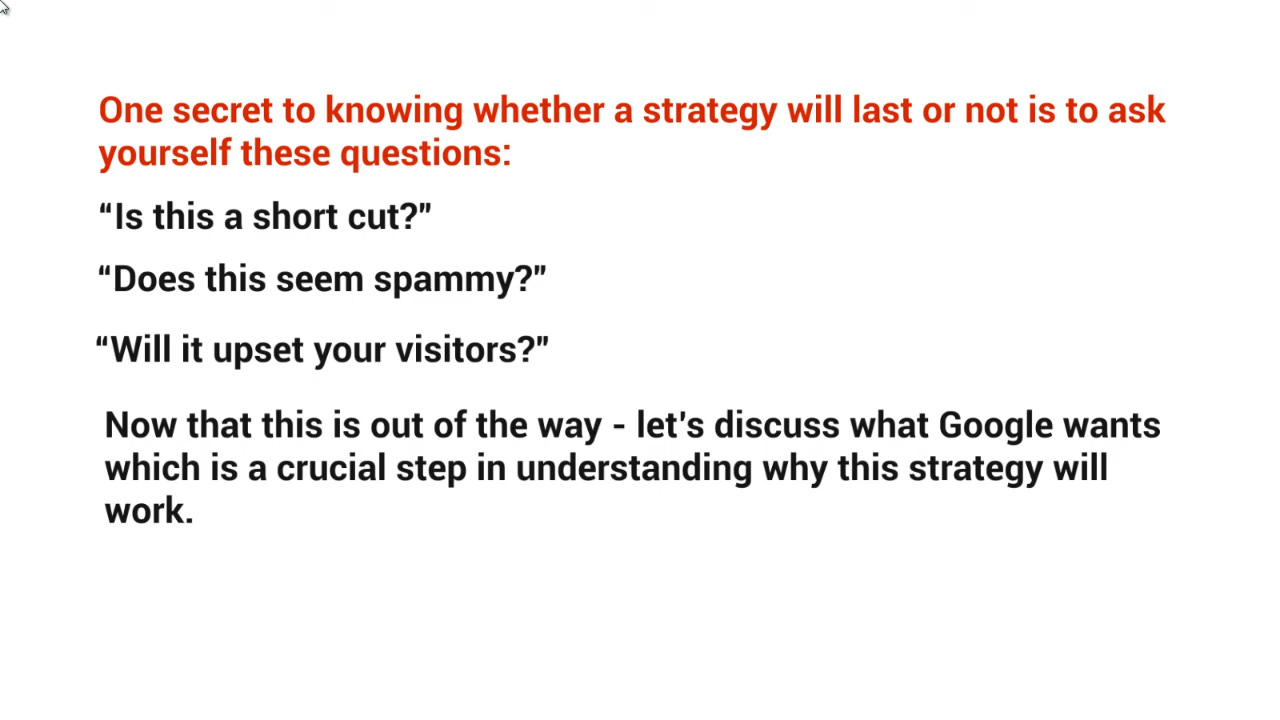 One secret to knowing whether a strategy will last or not is to ask
yourself these questions:
“Is this a short cut?”
“Does this seem spammy?”
“Will it upset your visitors?”
Now that this is out of the way - let's discuss what Google wants
which is a crucial step in understanding why this strategy will
work.